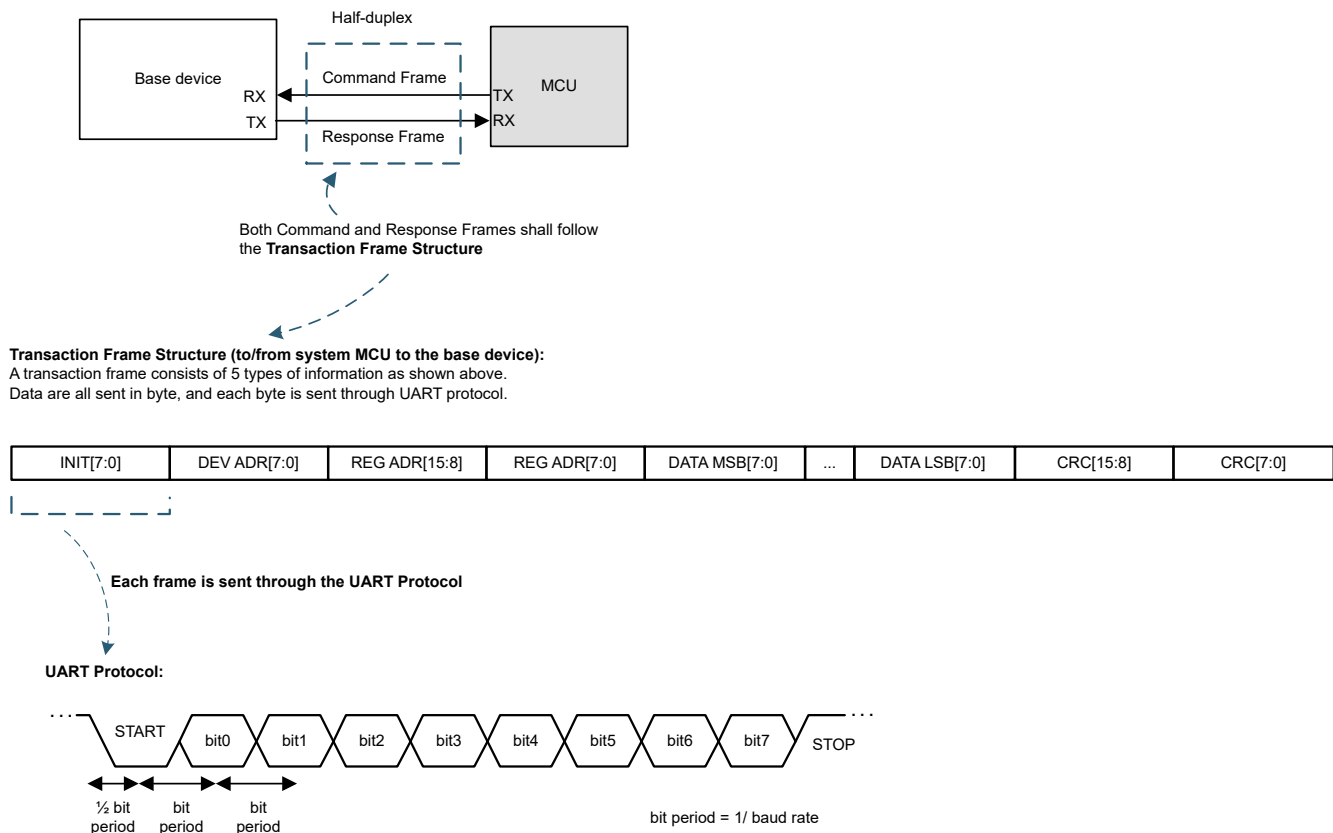 Half-duplex
Base device
Command Frame
MCU
RX
TX
TX
RX
Response Frame
Both Command and Response Frames shall follow
the Transaction Frame Structure
Transaction Frame Structure (to/from system MCU to the base device):
A transaction frame consists of 5 types of information as shown above.
Data are all sent in byte, and each byte is sent through UART protocol.
INIT[7:0] DEV ADR[7:0] REG ADR[15:8] REG ADR[7:0] DATA MSB[7:0] ... DATA LSB[7:0] CRC[15:8] CRC[7:0]
Each frame is sent through the UART Protocol
UART Protocol:
... START bit0 bit1 bit2 bit3 bit4 bit5 bit6 bit7 STOP ...
½ bit period
bit period
bit period
bit period = 1/ baud rate